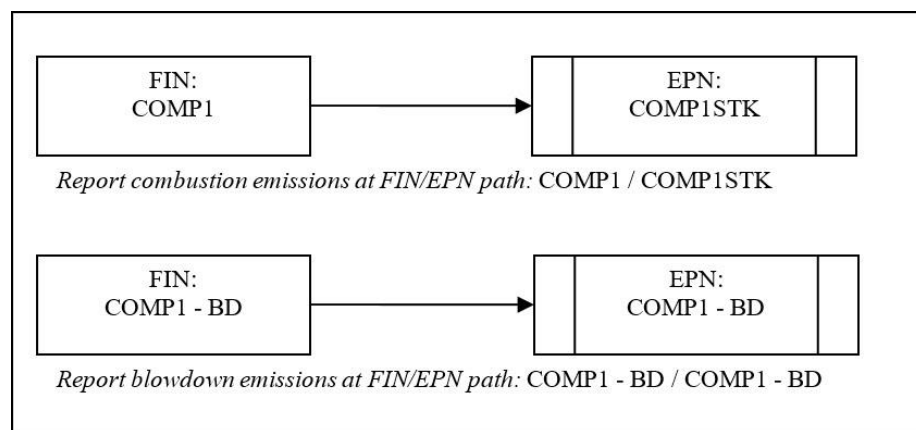 FIN:
COMP1
EPN:
COMP1STK
Report combustion emissions at FIN/EPN path: COMP1 / COMP1STK
FIN:
COMP1 - BD
EPN:
COMP1 - BD
Report blowdown emissions at FIN/EPN path: COMP1 - BD / COMP1 - BD